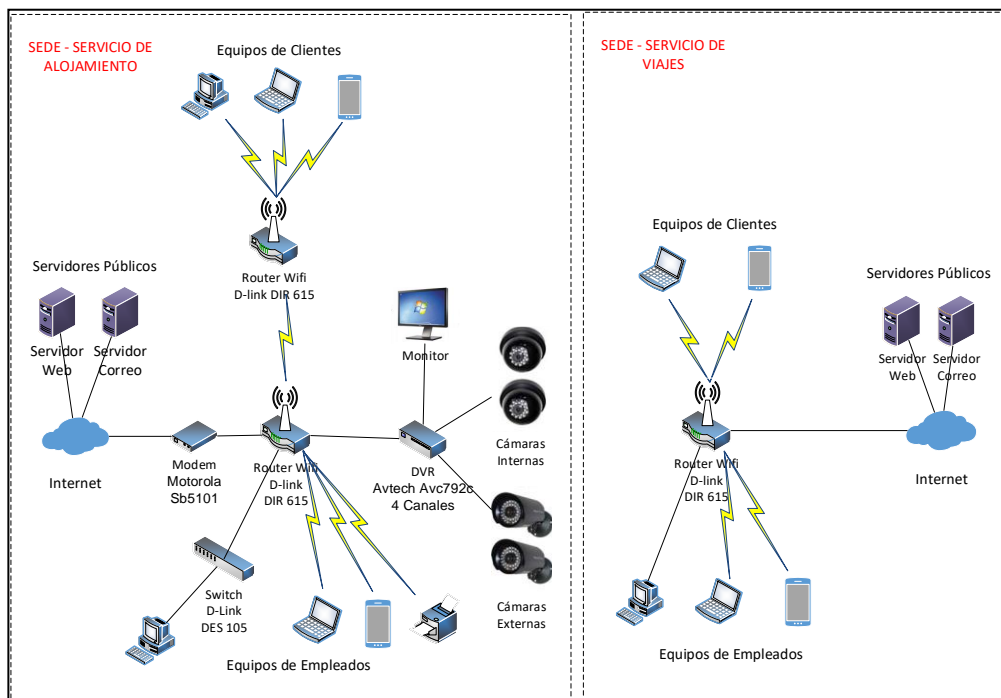 SEDE - SERVICIO DE
ALOJAMIENTO
Equipos de Clientes
Router Wifi
D-link DIR 615
Servidores Públicos
Servidor
Web
Servidor
Correo
Monitor
Cámaras
Internas
Internet
Modem
Motorola
Sb5101
Router Wifi
D-link
DIR 615
DVR
Avtech Avc792c
4 Canales
Switch
D-Link
DES 105
Cámaras
Externas
Equipos de Empleados
SEDE - SERVICIO DE
VIAJES
Equipos de Clientes
Servidores Públicos
Servidor
Web
Servidor
Correo
Router Wifi
D-link
DIR 615
Internet
Equipos de Empleados